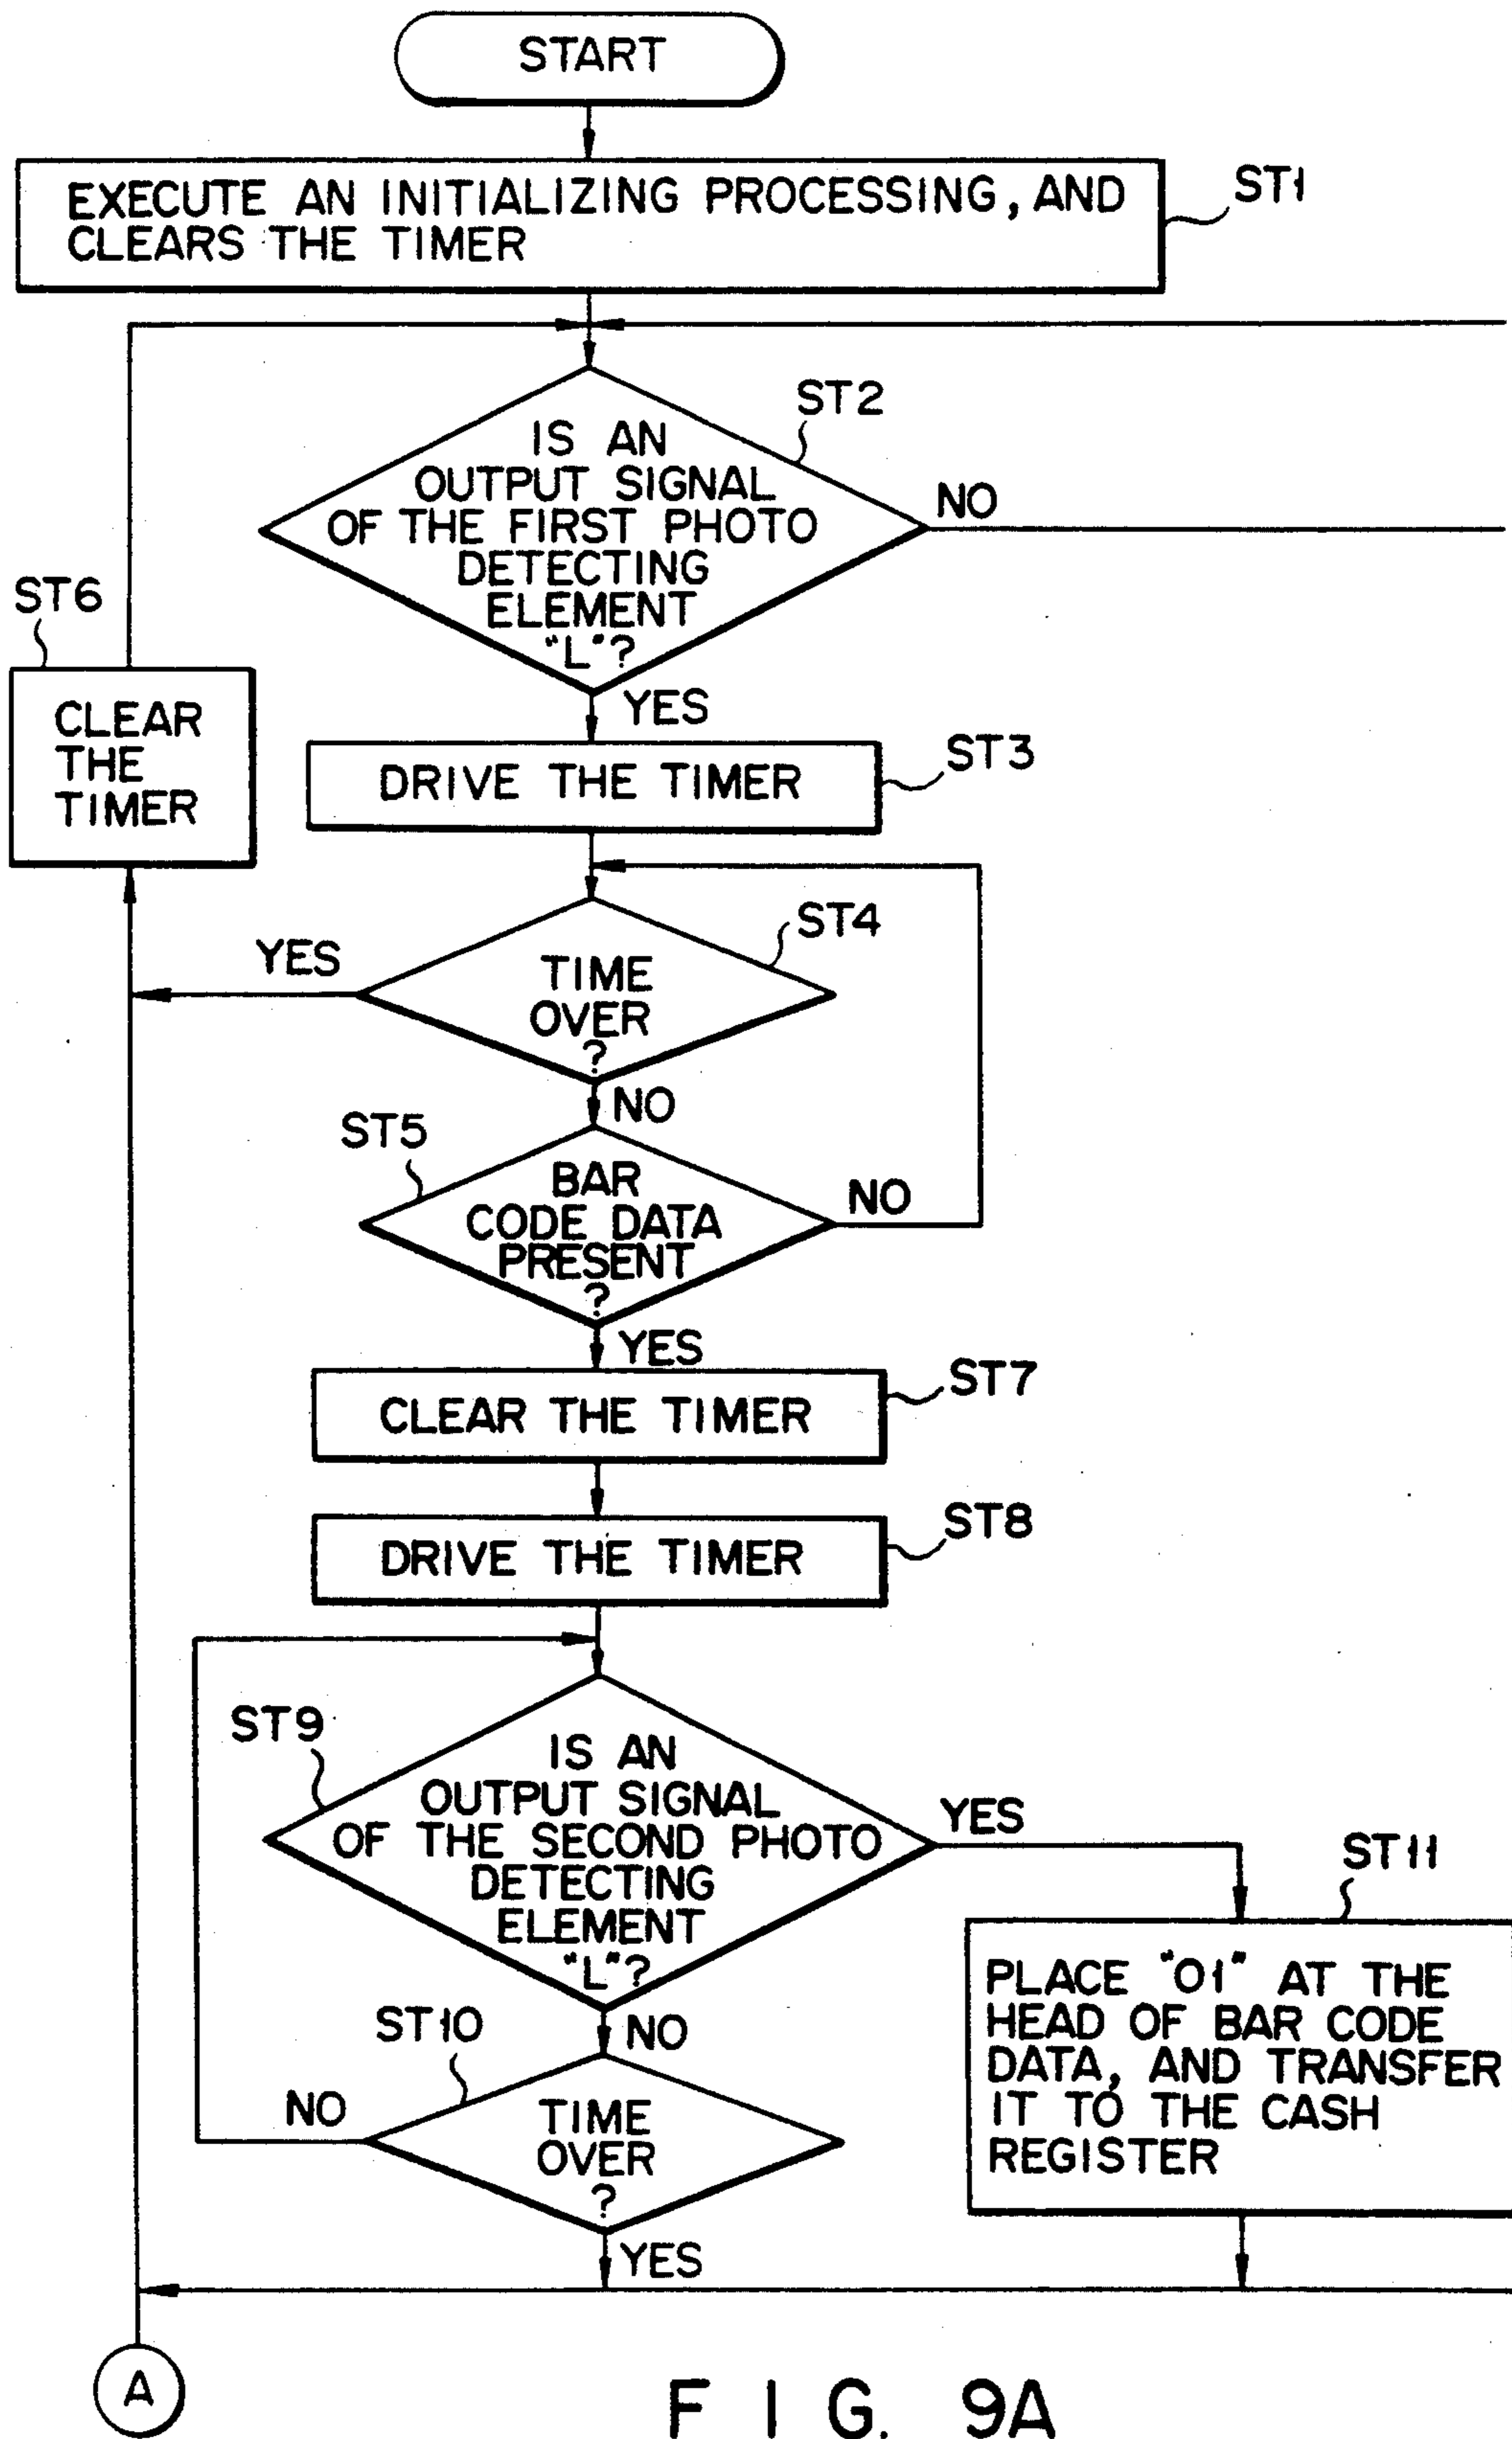 START
EXECUTE AN INITIALIZING PROCESSING, AND
CLEARS THE TIMER
ST1
ST2
IS AN
OUTPUT SIGNAL
OF THE FIRST PHOTO
DETECTING
ELEMENT
"L"?
NO
YES
ST6
CLEAR
THE
TIMER
DRIVE THE TIMER
ST3
ST4
TIME
OVER
?
YES
NO
ST5
BAR
CODE DATA
PRESENT
?
NO
YES
CLEAR THE TIMER
ST7
DRIVE THE TIMER
ST8
ST9
IS AN
OUTPUT SIGNAL
OF THE SECOND PHOTO
DETECTING
ELEMENT
"L"?
YES
NO
ST11
PLACE "01" AT THE
HEAD OF BAR CODE
DATA, AND TRANSFER
IT TO THE CASH
REGISTER
ST10
TIME
OVER
?
NO
YES
A
FIG. 9A